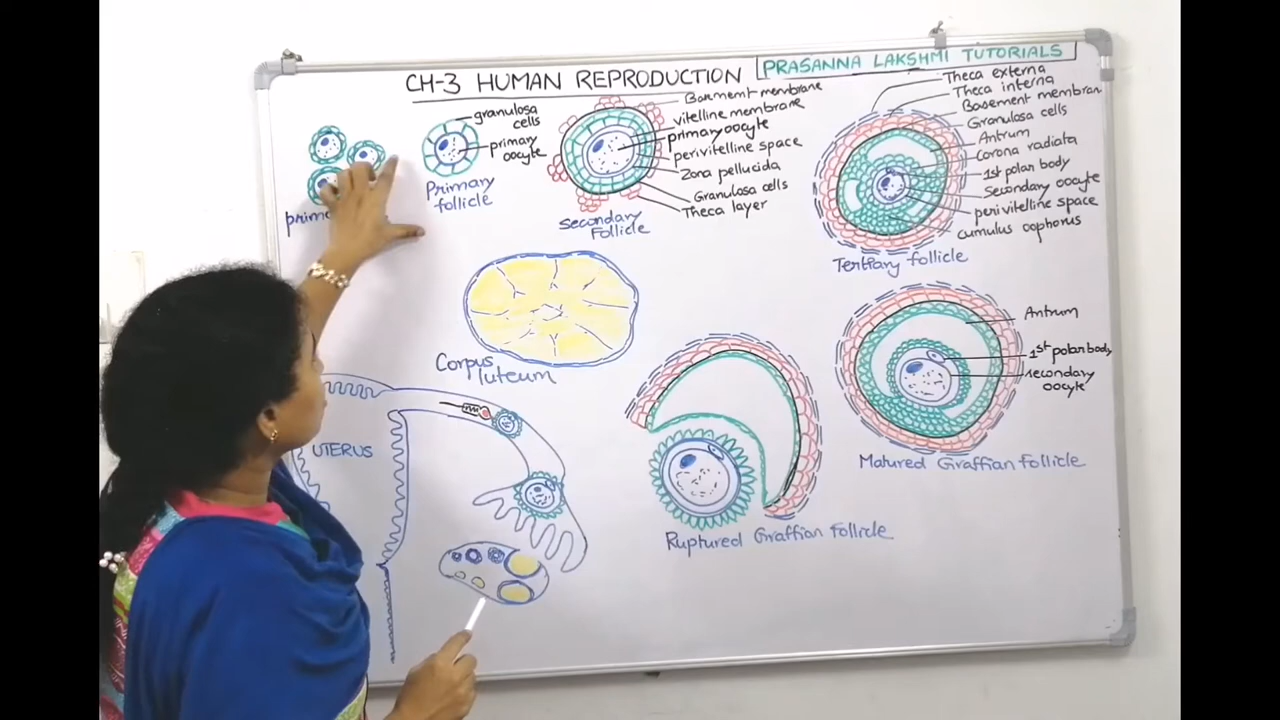 CH-3 HUMAN REPRODUCTION
PRASANNA LAKSHMI TUTORIALS
granulosa
cells
primary
oocyte
Primary
follicle
Basement membrane
vitelline membrane
primary oocyte
perivitelline space
Zona pellucida
Granulosa cells
Theca layer
Secondary
Follicle
Theca externa
Theca interna
Basement membran
Granulosa cells
Antrum
Corona radiata
1st polar body
Secondary oocyte
perivitelline space
cumulus oophorus
Tertiary follicle
Corpus
luteum
Antrum
1st polar body
secondary
oocyte
Matured Graffian follicle
UTERUS
Ruptured Graffian follicle